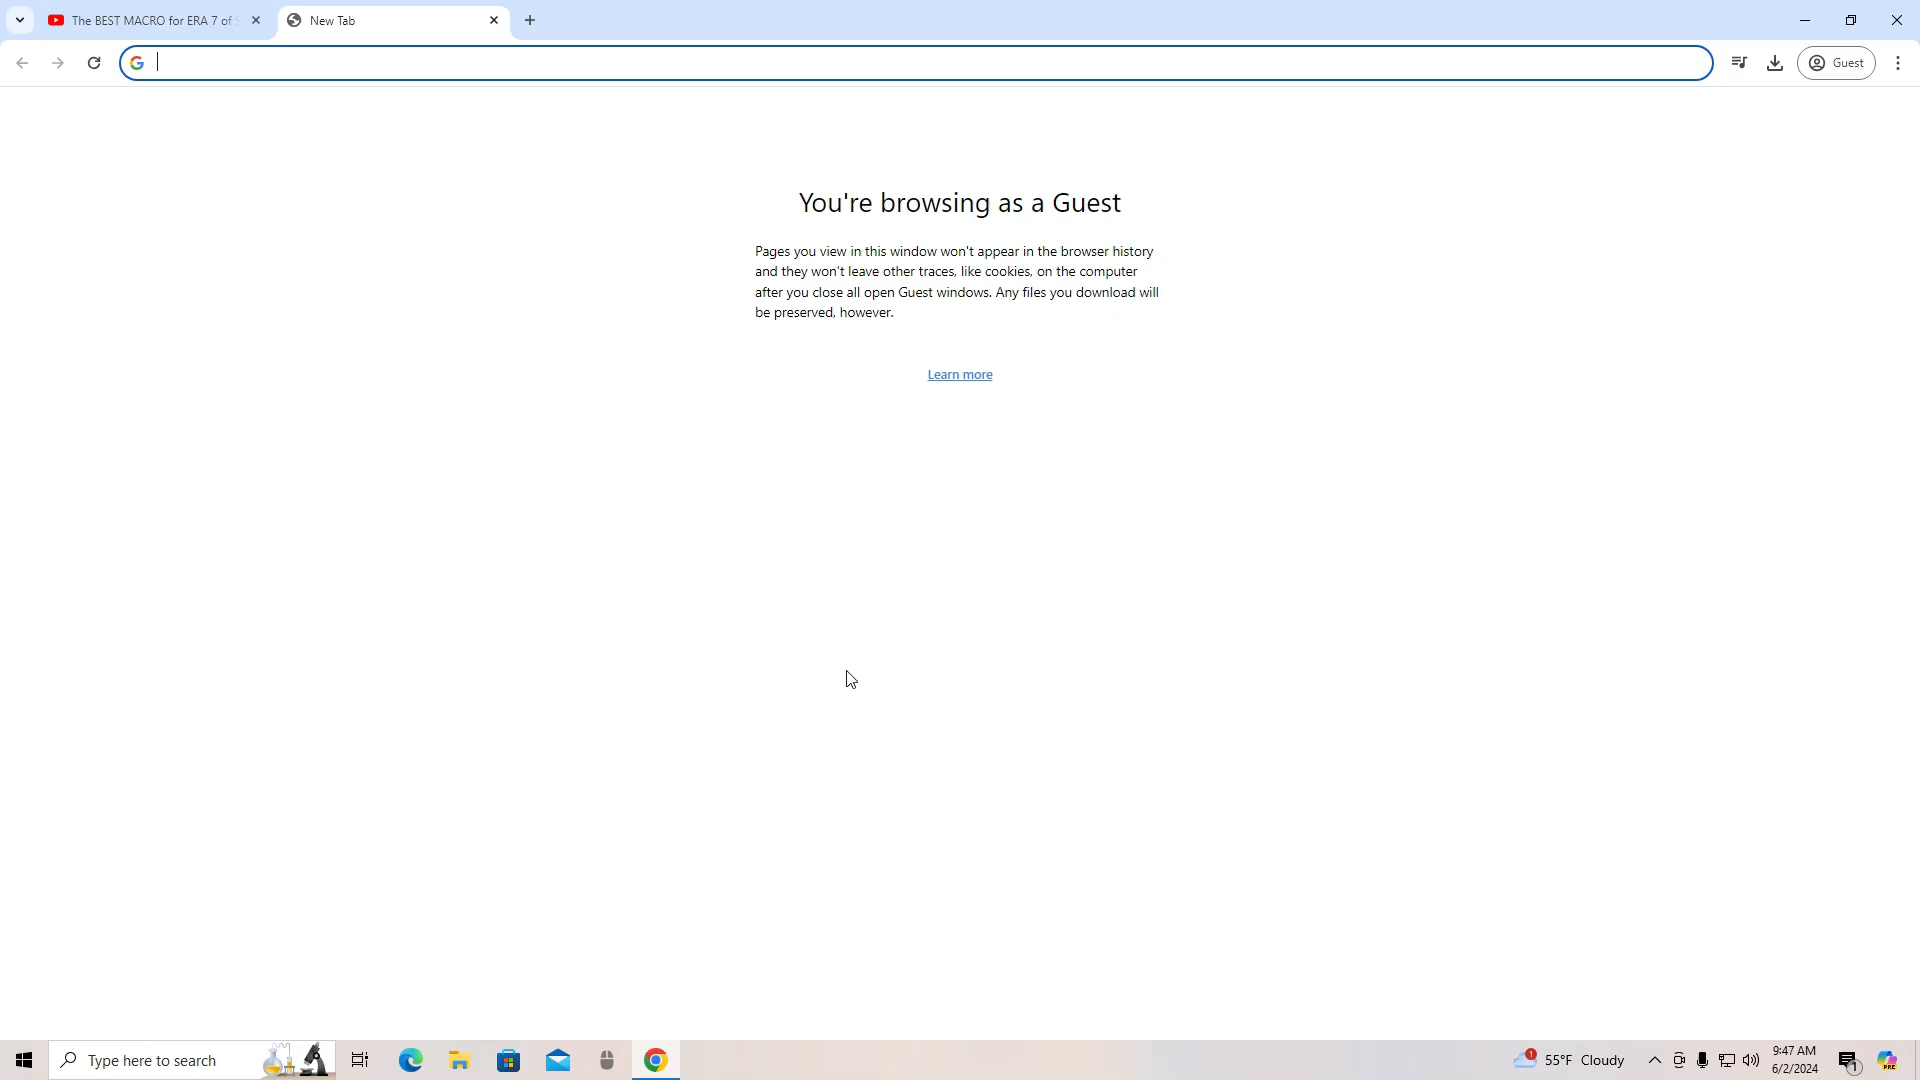 The BEST MACRO for ERA 7 of
New Tab
Guest
You're browsing as a Guest
Pages you view in this window won't appear in the browser history
and they won't leave other traces, like cookies, on the computer
after you close all open Guest windows. Any files you download will
be preserved, however.
Learn more
Type here to search
1
55°F Cloudy
9:47 AM
6/2/2024
1
PRE